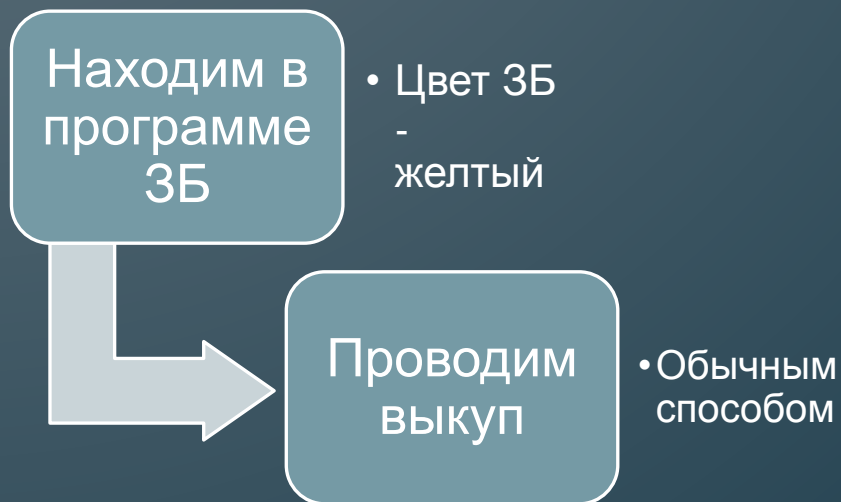 Находим в
программе
ЗБ
• Цвет ЗБ
-
желтый
Проводим
выкуп
• Обычным
способом